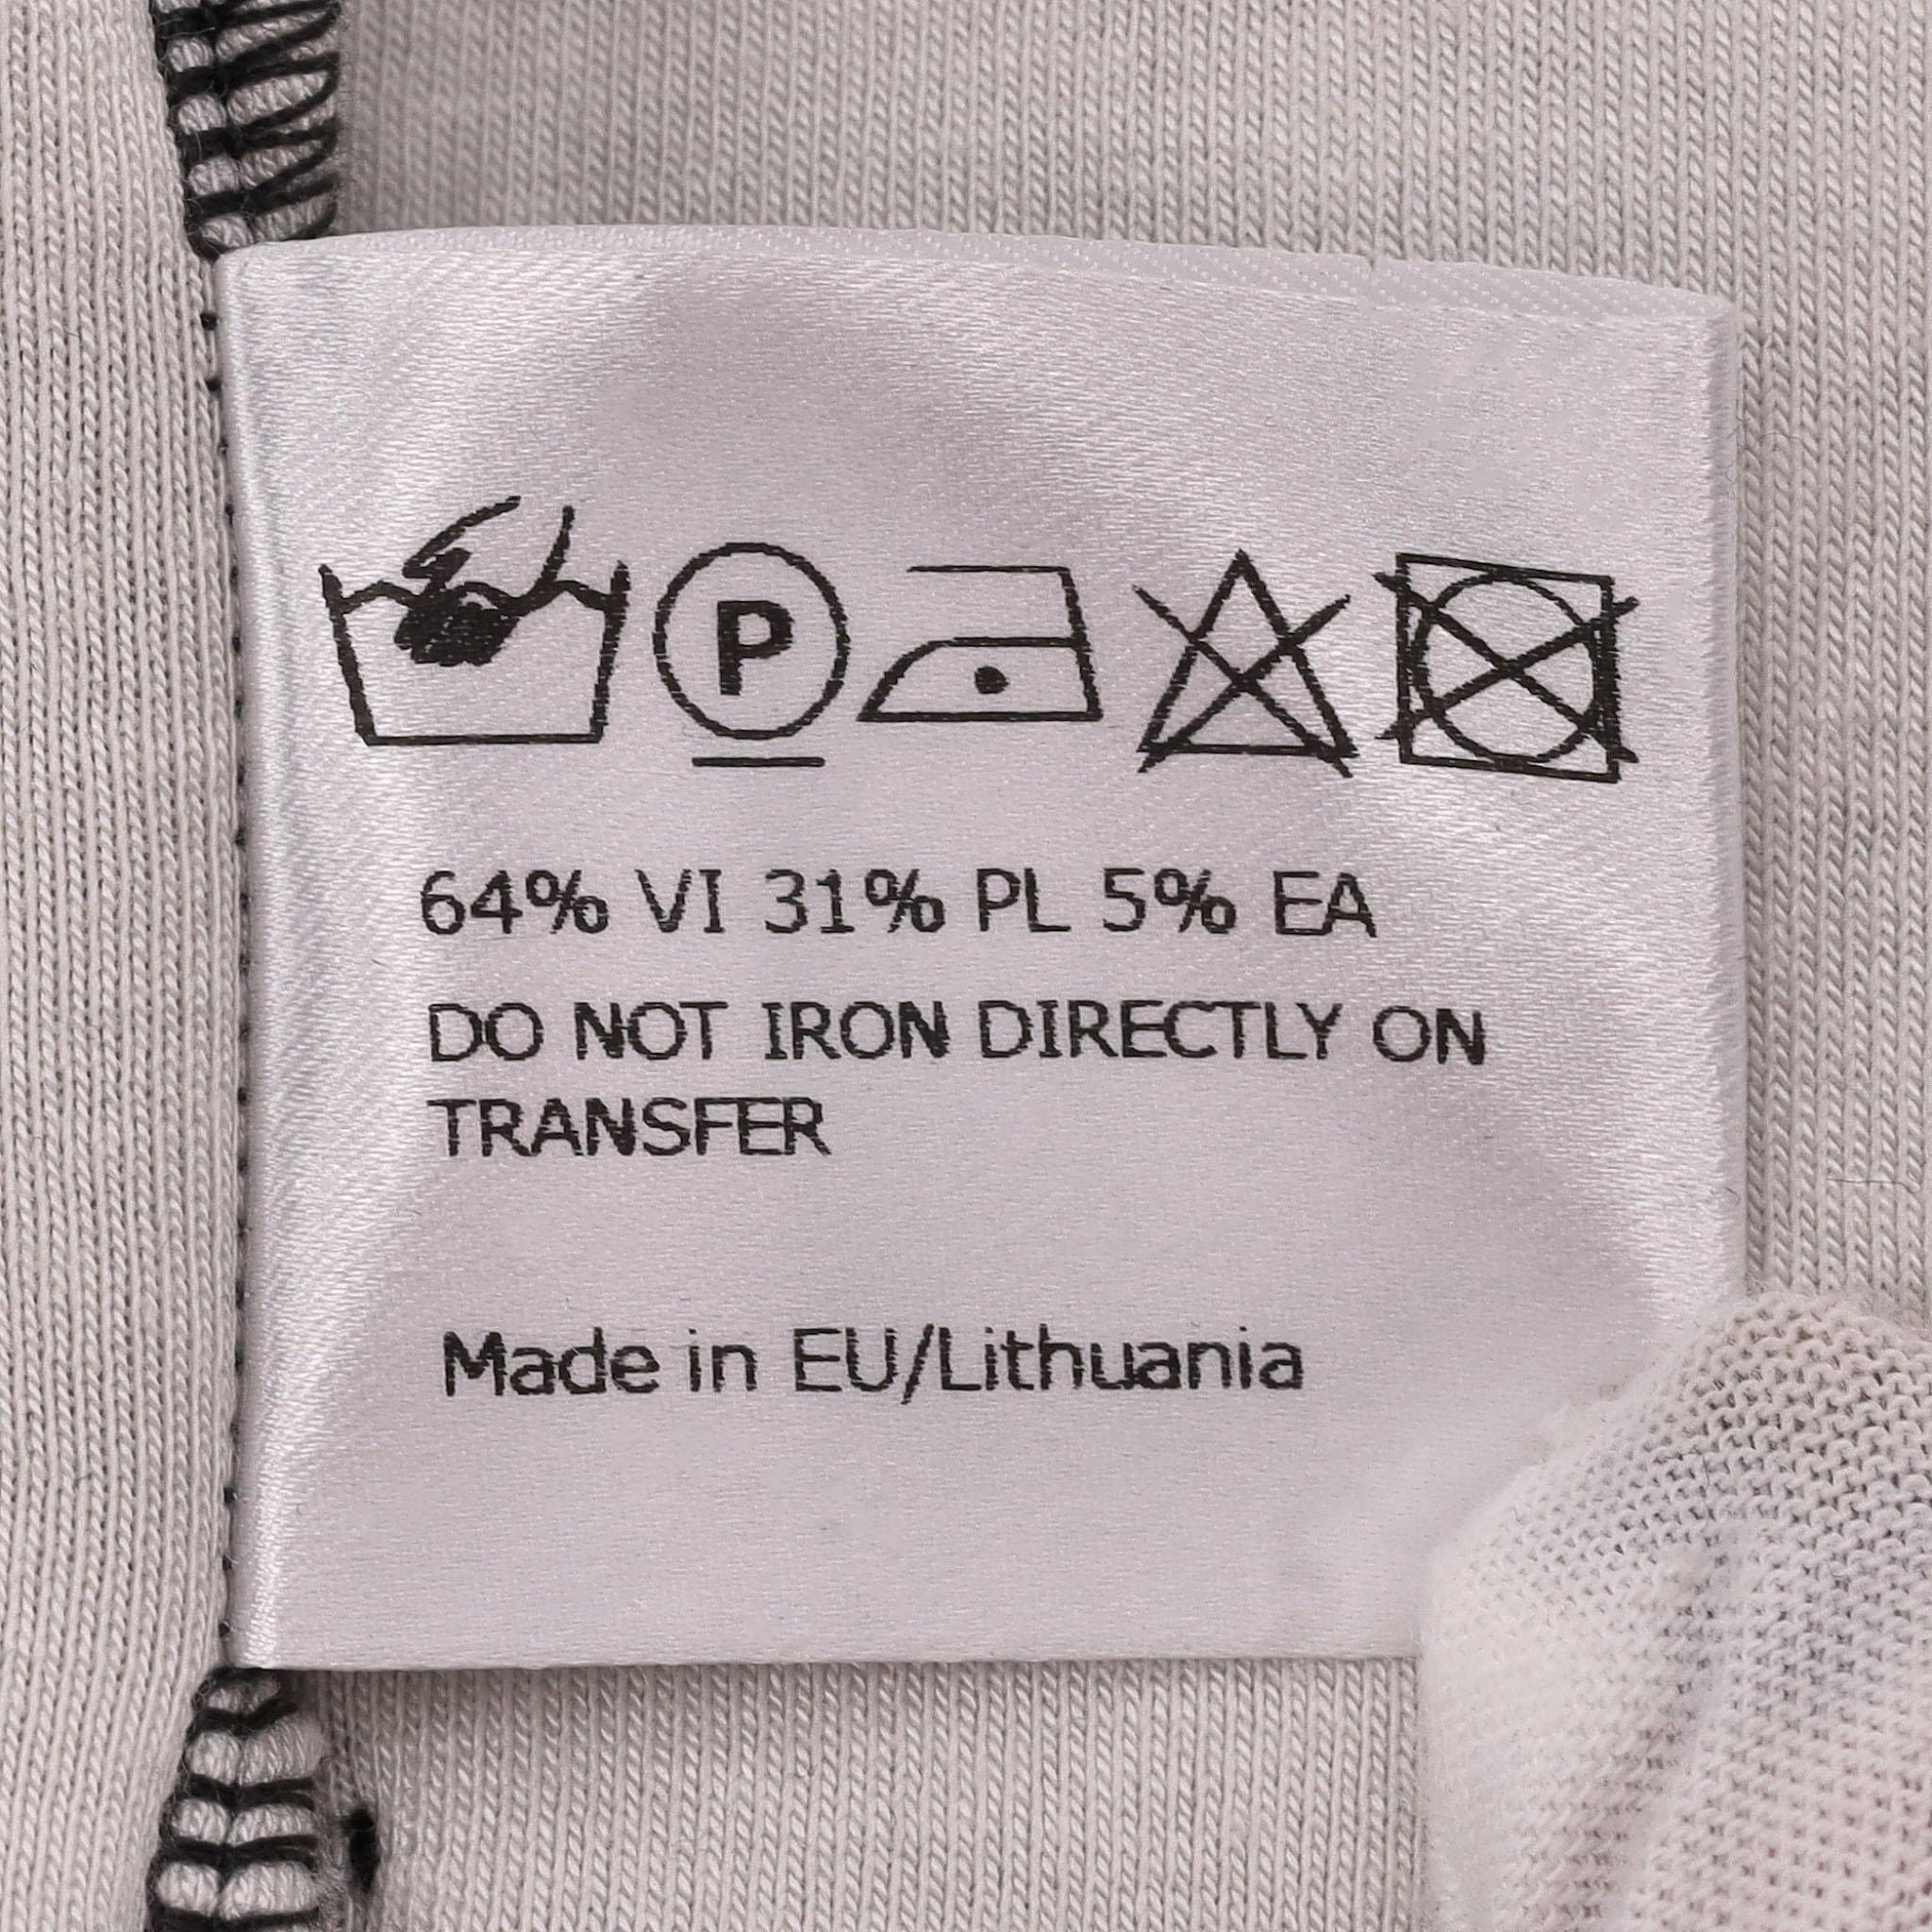 P
64% VI 31% PL 5% EA
DO NOT IRON DIRECTLY ON
TRANSFER
Made in EU/Lithuania